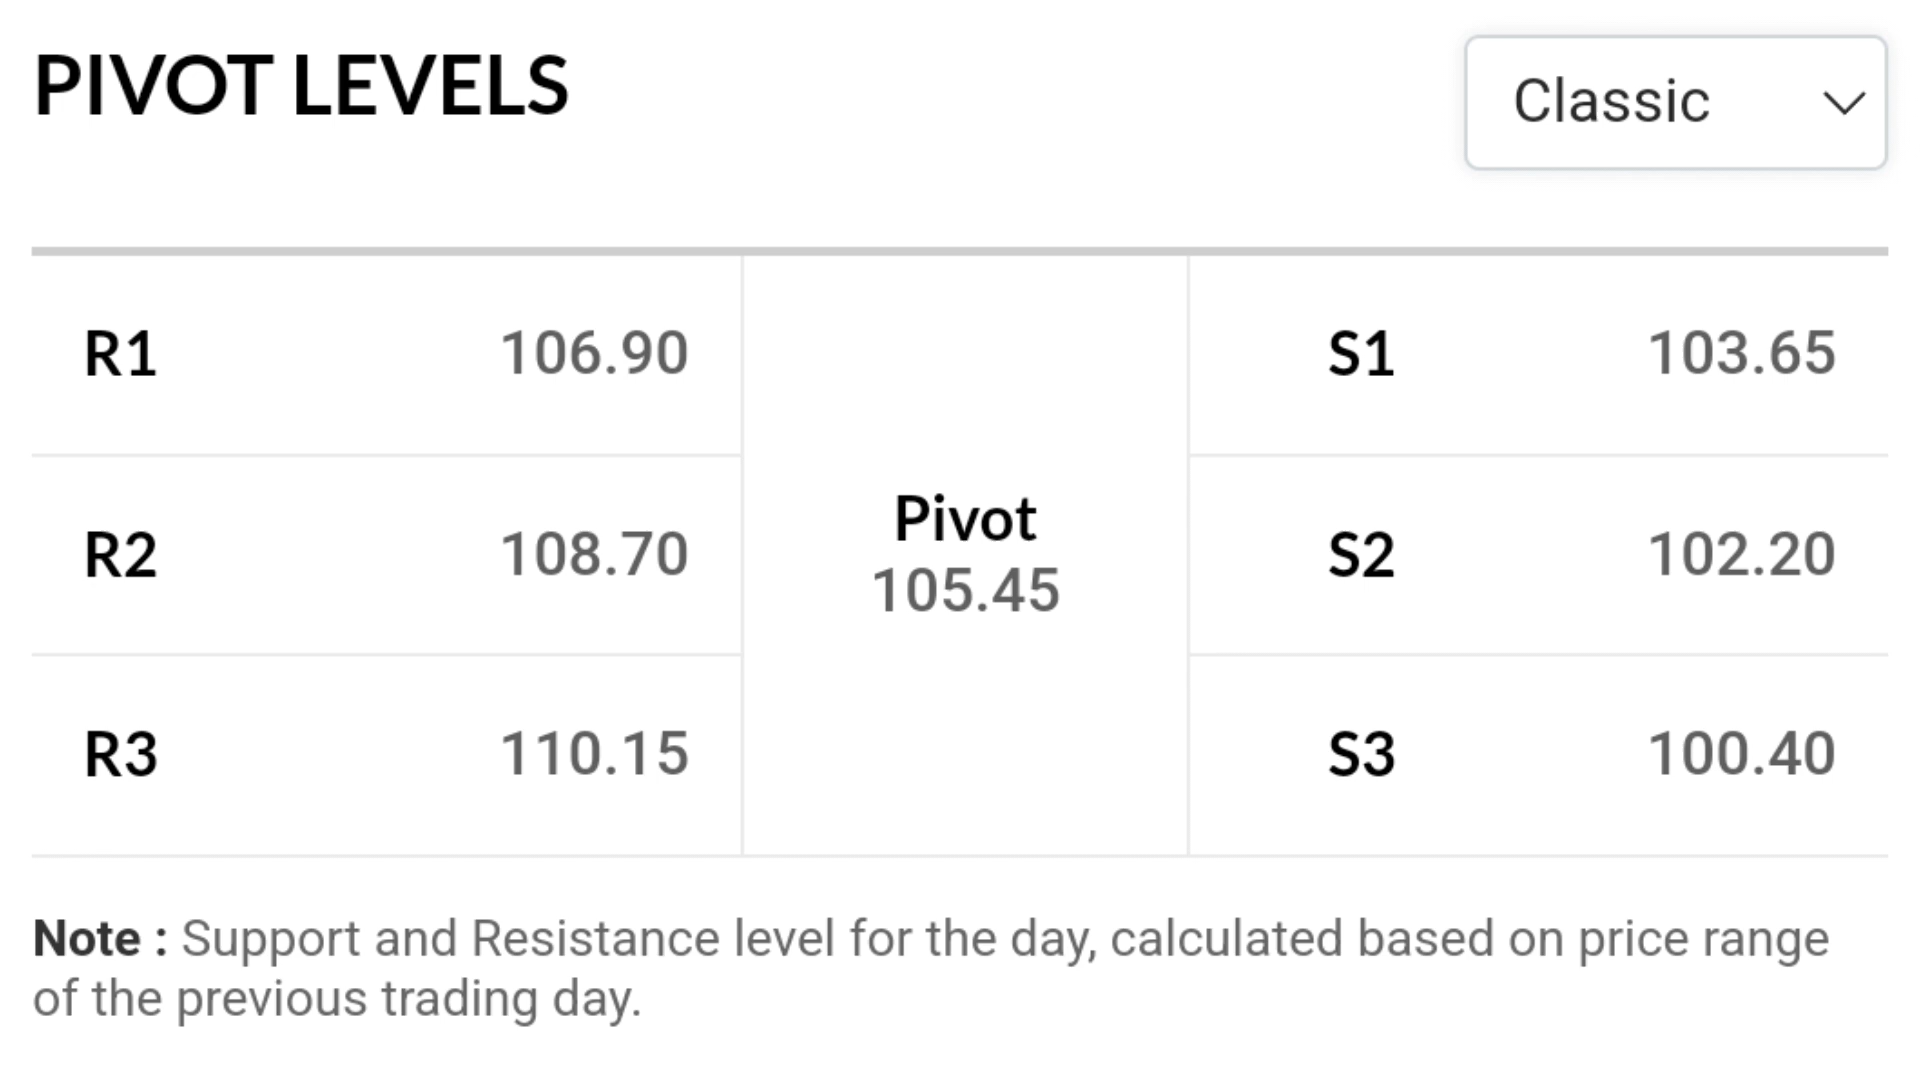 PIVOT LEVELS
Classic
R1 106.90
S1 103.65
R2 108.70
Pivot
105.45
S2 102.20
R3 110.15
S3 100.40
Note : Support and Resistance level for the day, calculated based on price range
of the previous trading day.